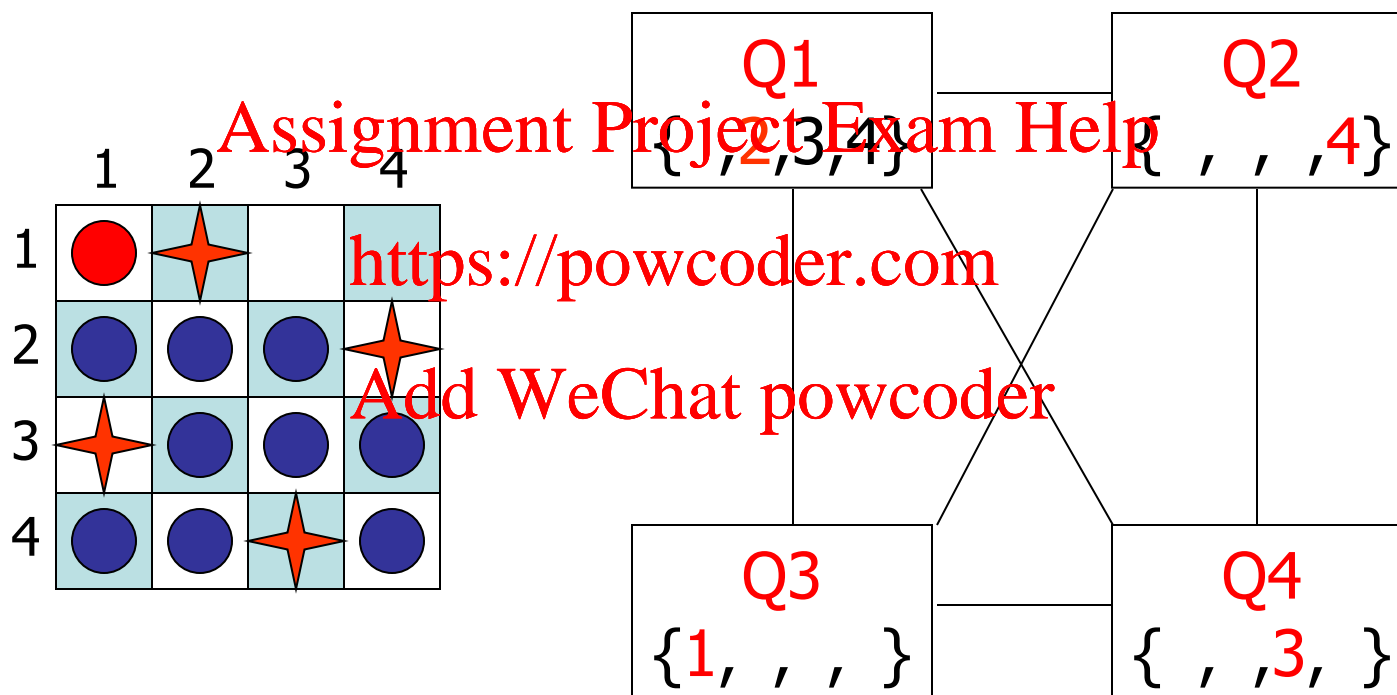 Q1
{ ,2,3,4}
Q2
{ , , ,4}
Assignment Project Exam Help
1 2 3 4
1
https://powcoder.com
2
Add WeChat powcoder
3
4
Q3
{1, , , }
Q4
{ , ,3, }